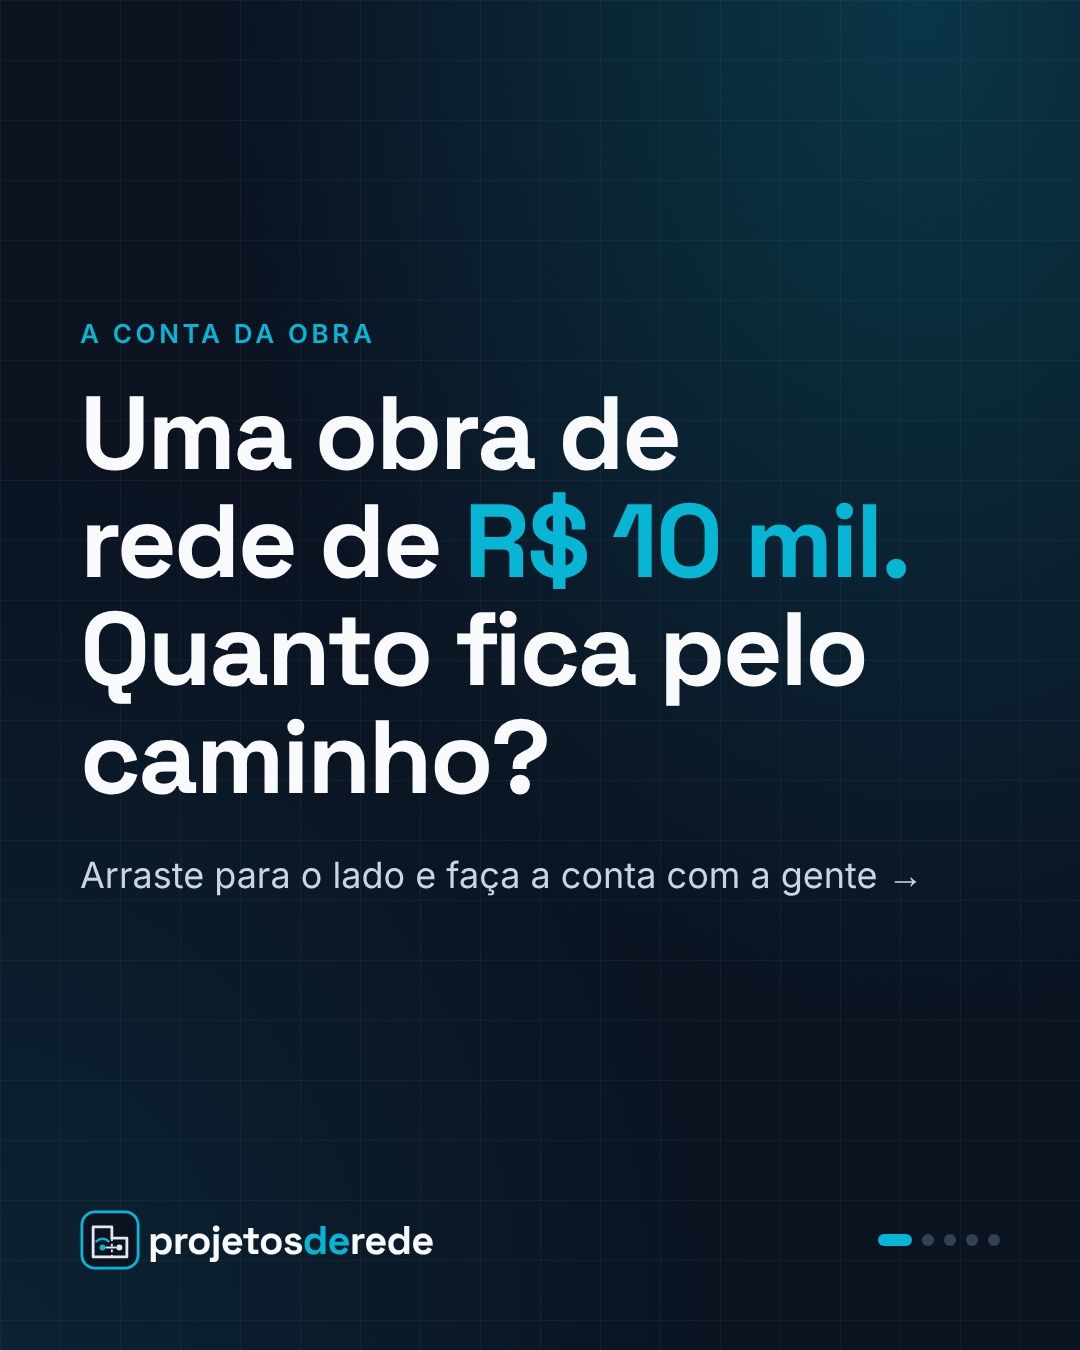 A CONTA DA OBRA
Uma obra de
rede de R$ 10 mil.
Quanto fica pelo
caminho?
Arraste para o lado e faça a conta com a gente →
projetosderede